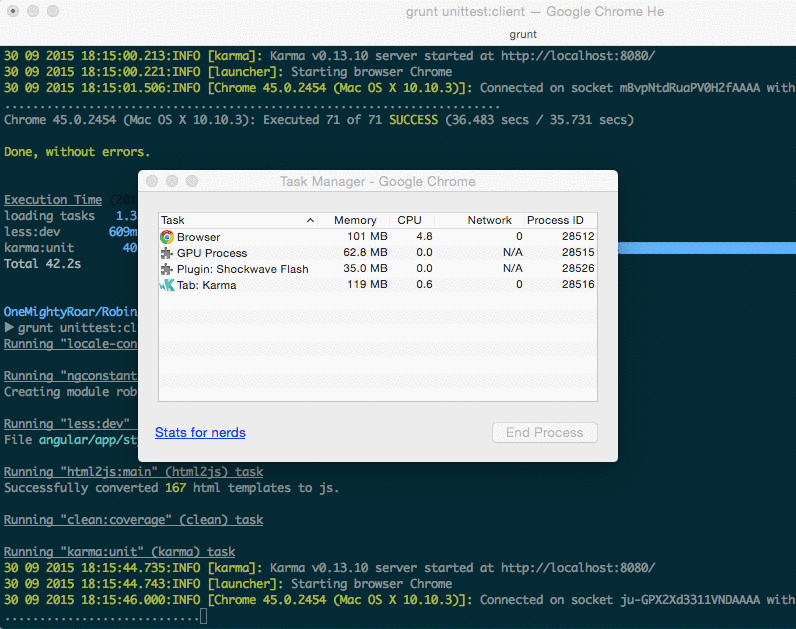 grunt unittest:client — Google Chrome He
grunt
30 09 2015 18:15:00.213:INFO [karma]: Karma v0.13.10 server started at http://localhost:8080/
30 09 2015 18:15:00.221:INFO [launcher]: Starting browser Chrome
30 09 2015 18:15:01.506:INFO [Chrome 45.0.2454 (Mac OS X 10.10.3)]: Connected on socket mBvpNtdRuaPV0H2fAAAA with
.......................................................................
Chrome 45.0.2454 (Mac OS X 10.10.3): Executed 71 of 71 SUCCESS (36.483 secs / 35.731 secs)
Done, without errors.
Execution Time (201
loading tasks 1.3
less:dev 609m
karma:unit 40
Total 42.2s
OneMightyRoar/Robin
grunt unittest:cl
Running "locale-con
Running "ngconstant
Creating module rob
Running "less:dev"
File angular/app/st
Running "html2js:main" (html2js) task
Successfully converted 167 html templates to js.
Running "clean:coverage" (clean) task
Running "karma:unit" (karma) task
30 09 2015 18:15:44.735:INFO [karma]: Karma v0.13.10 server started at http://localhost:8080/
30 09 2015 18:15:44.743:INFO [launcher]: Starting browser Chrome
30 09 2015 18:15:46.000:INFO [Chrome 45.0.2454 (Mac OS X 10.10.3)]: Connected on socket ju-GPX2Xd3311VNDAAAA with
............................
Task Manager - Google Chrome
Task Memory CPU Network Process ID
Browser 101 MB 4.8 0 28512
GPU Process 62.8 MB 0.0 N/A 28515
Plugin: Shockwave Flash 35.0 MB 0.0 N/A 28526
Tab: Karma 119 MB 0.6 0 28516
Stats for nerds
End Process